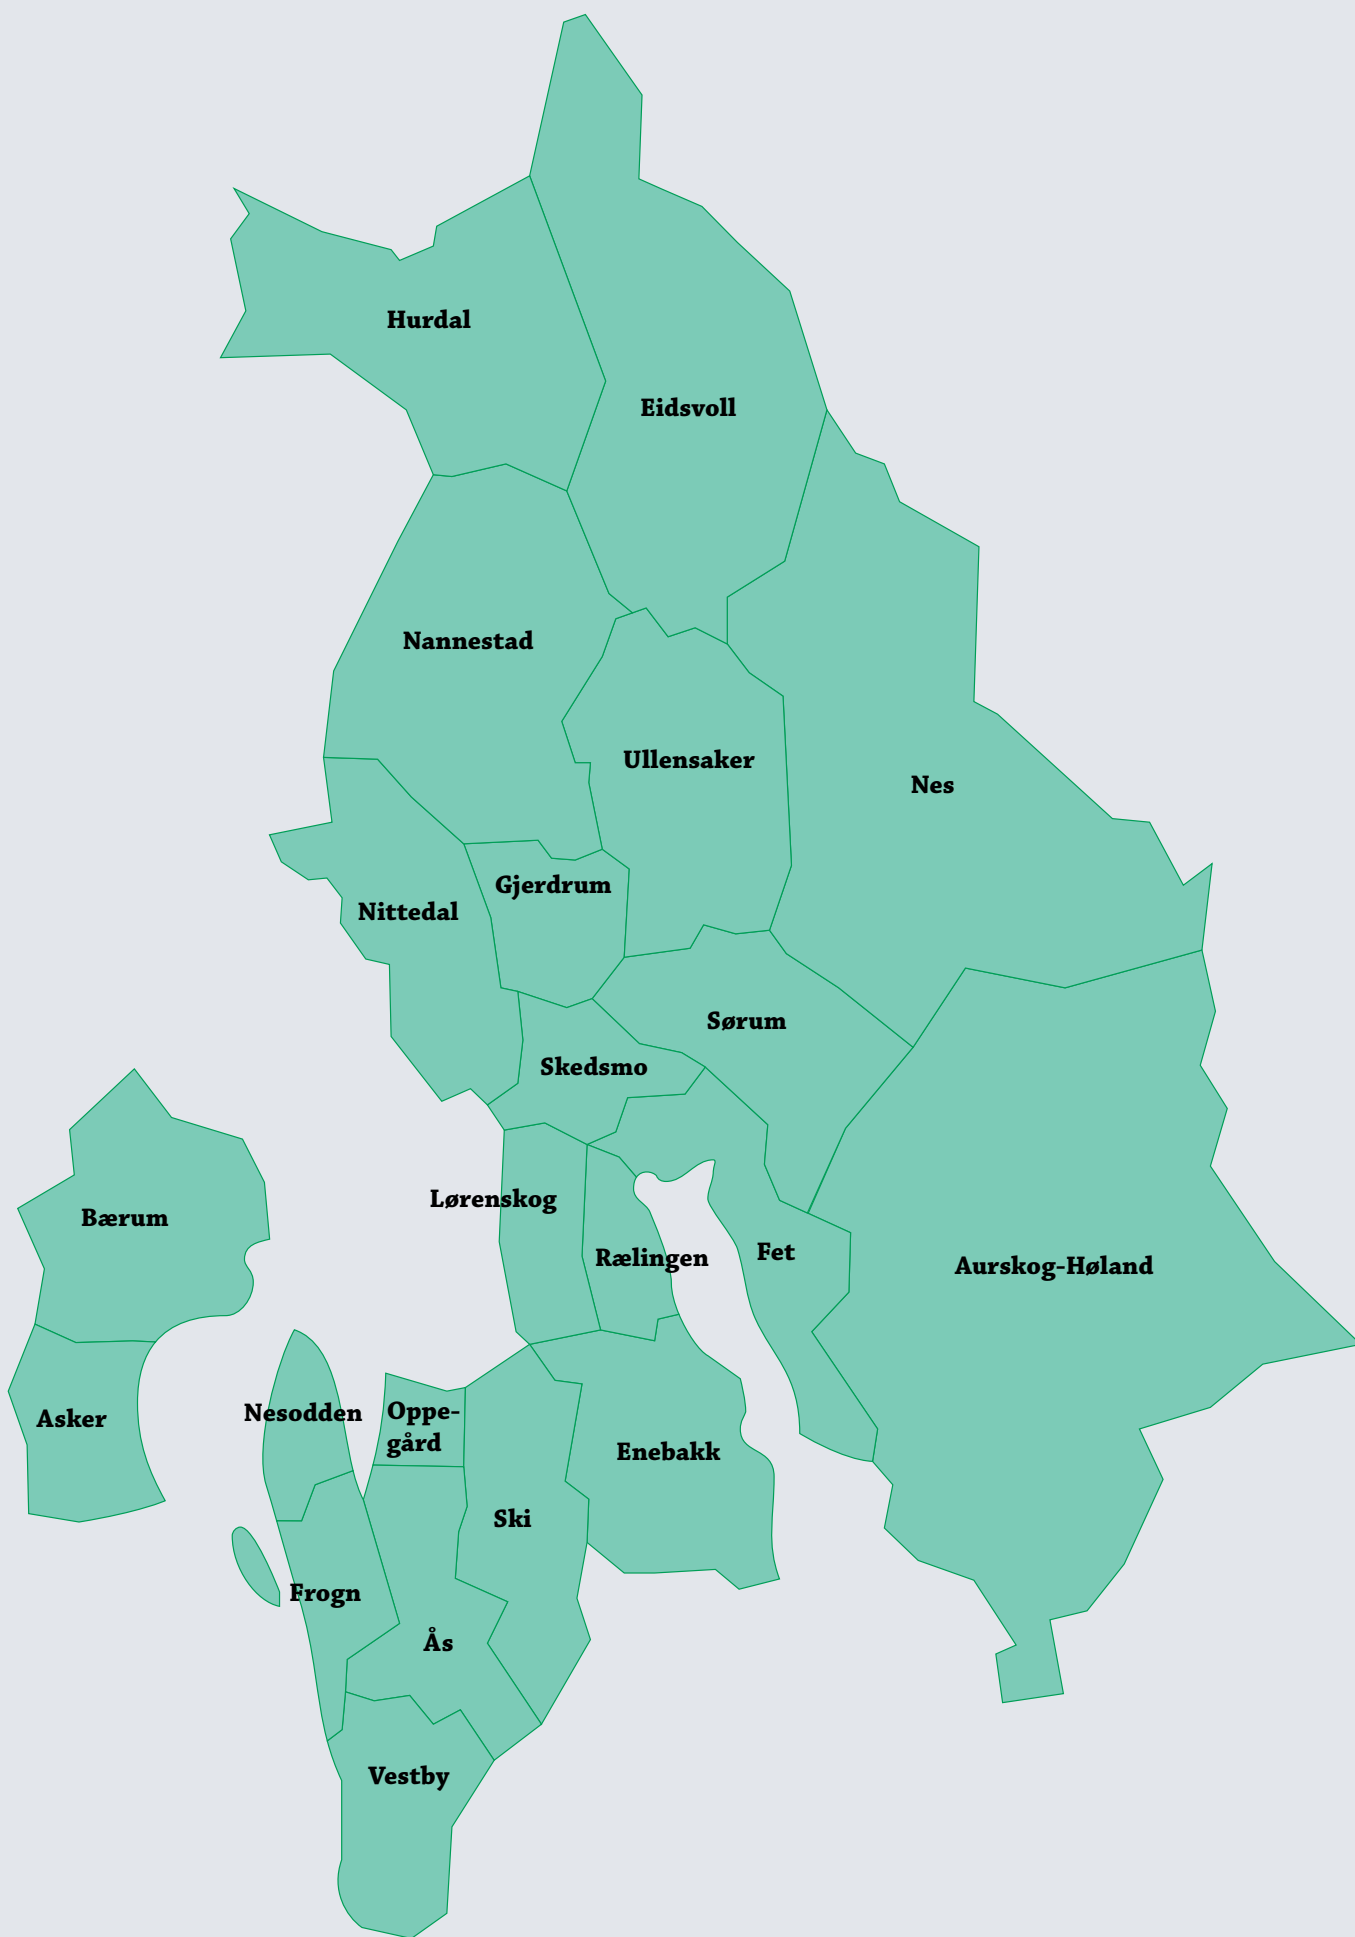 Hurdal
Eidsvoll
Nannestad
Ullensaker
Nes
Gjerdrum
Nittedal
Sørum
Skedsmo
Lørenskog
Bærum
Fet
Rælingen
Aurskog-Høland
Nesodden
Oppe-
gård
Asker
Enebakk
Ski
Frogn
Ås
Vestby